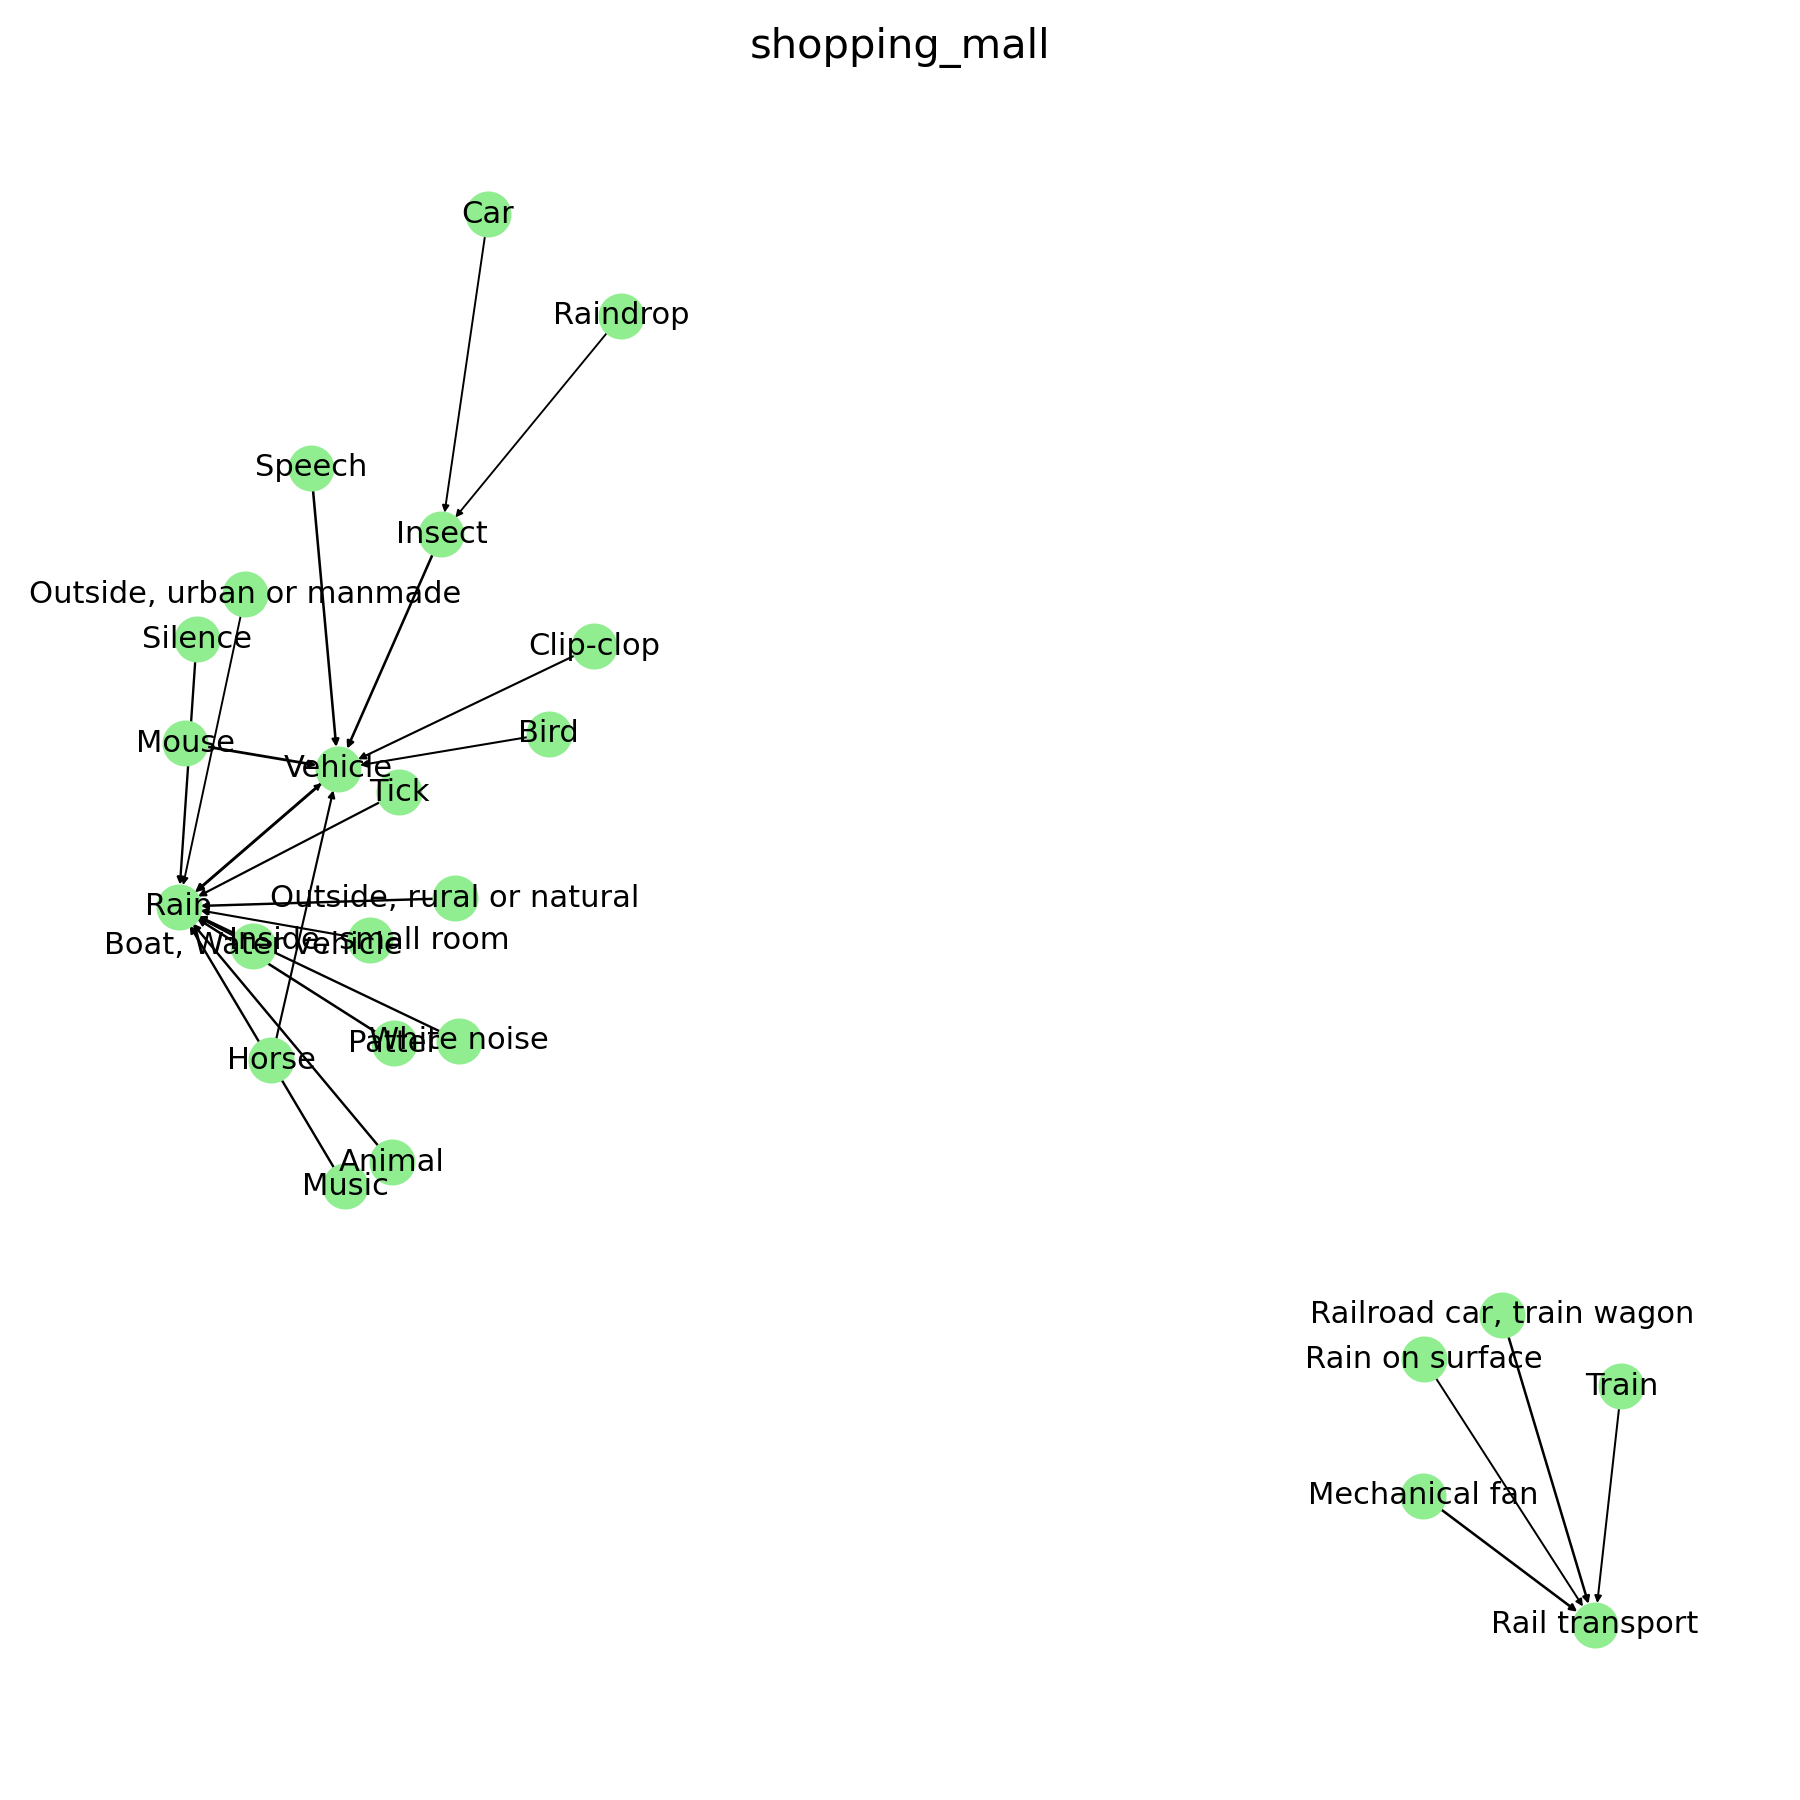 shopping_mall
Car
Raindrop
Speech
Insect
Outside, urban or manmade
Silence
Clip-clop
Bird
Mouse
Vehicle
Tick
Outside, rural or natural
Rain
Inside, small room
Boat, Water vehicle
White noise
Patter
Horse
Animal
Music
Railroad car, train wagon
Rain on surface
Train
Mechanical fan
Rail transport